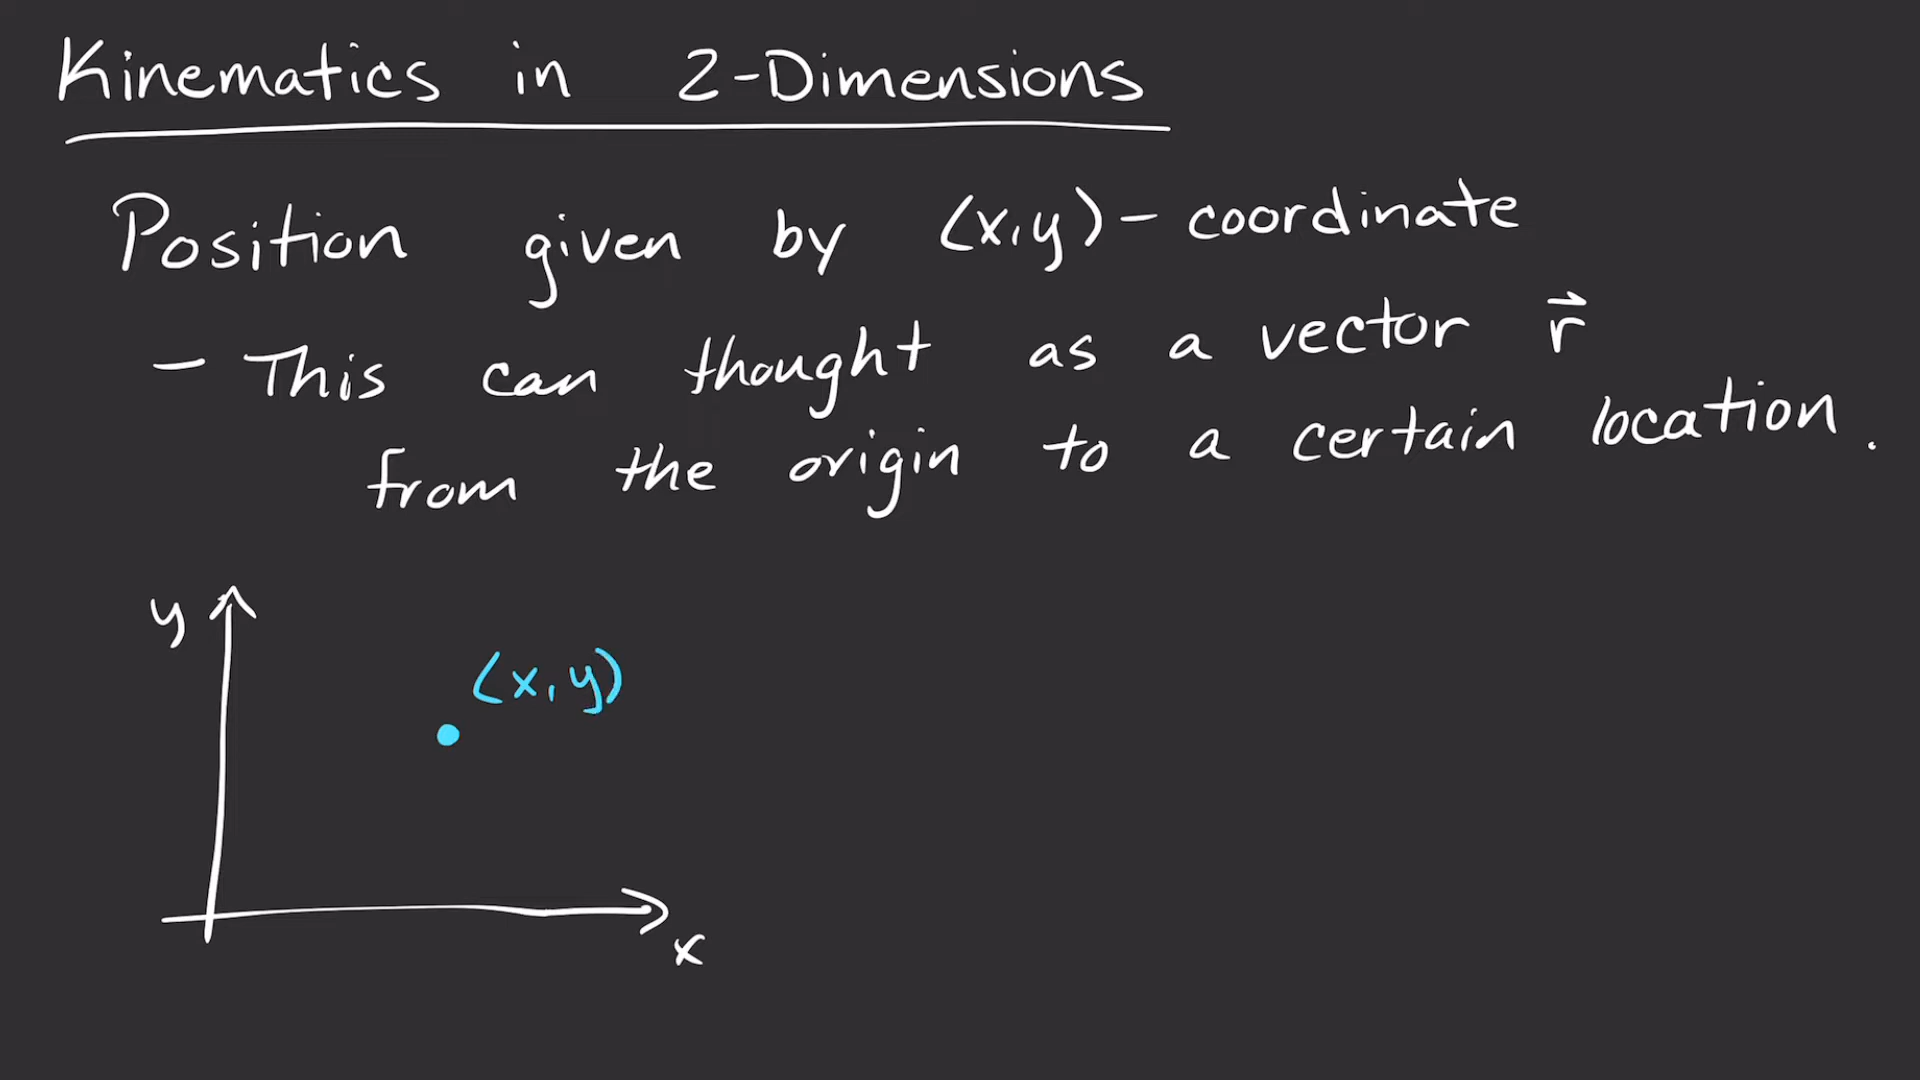 Kinematics in 2-Dimensions
Position given by (x,y)-coordinate
- This can thought as a vector r⃗
from the origin to a certain location.
y
(x,y)
x